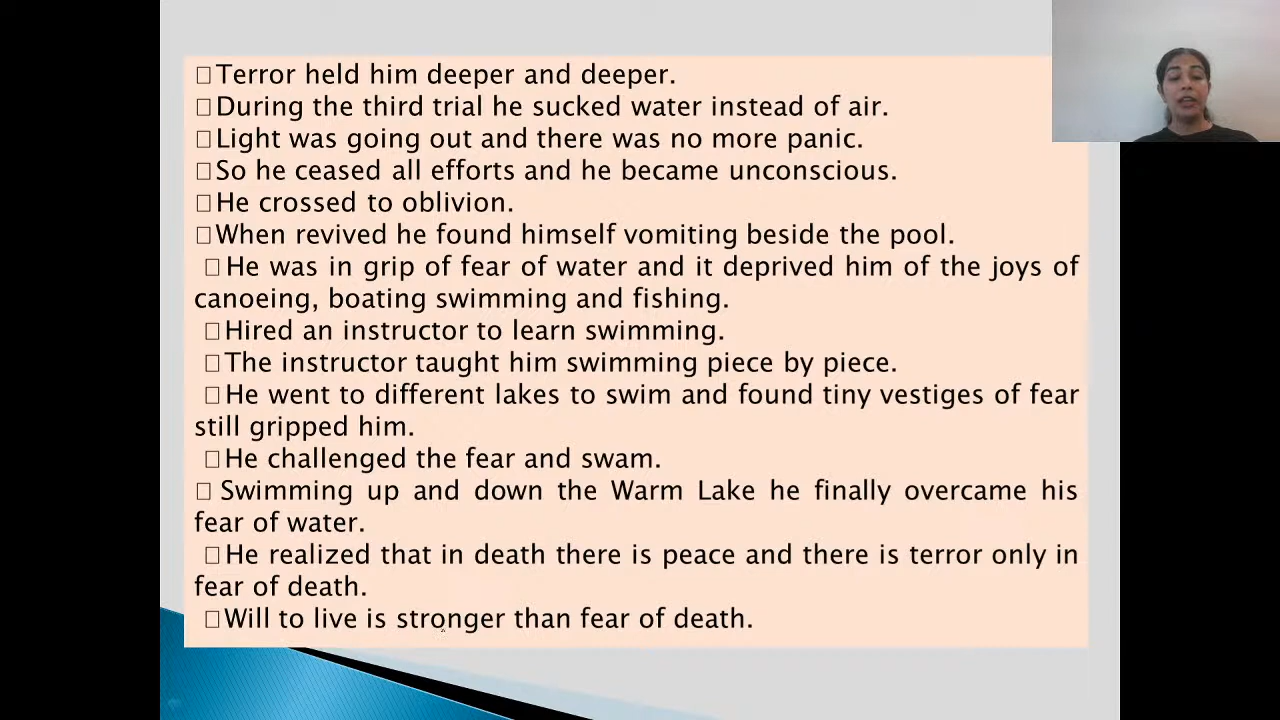 □Terror held him deeper and deeper.
□During the third trial he sucked water instead of air.
□Light was going out and there was no more panic.
□So he ceased all efforts and he became unconscious.
□He crossed to oblivion.
□When revived he found himself vomiting beside the pool.
□He was in grip of fear of water and it deprived him of the joys of
canoeing, boating swimming and fishing.
□Hired an instructor to learn swimming.
□The instructor taught him swimming piece by piece.
□He went to different lakes to swim and found tiny vestiges of fear
still gripped him.
□He challenged the fear and swam.
□ Swimming up and down the Warm Lake he finally overcame his
fear of water.
□He realized that in death there is peace and there is terror only in
fear of death.
□Will to live is stronger than fear of death.